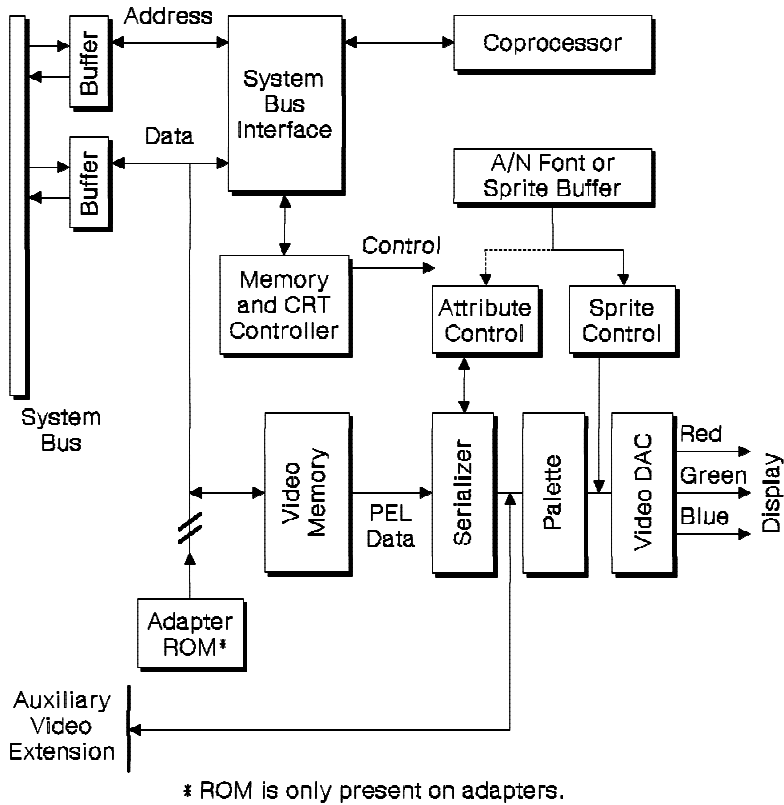 Address
Buffer
System
Bus
Interface
Coprocessor
Data
Buffer
A/N Font or
Sprite Buffer
Control
Memory
and CRT
Controller
Attribute
Control
Sprite
Control
System
Bus
Video
Memory
PEL
Data
Serializer
Palette
Video DAC
Red
Green
Blue
Display
Adapter
ROM*
Auxiliary
Video
Extension
* ROM is only present on adapters.